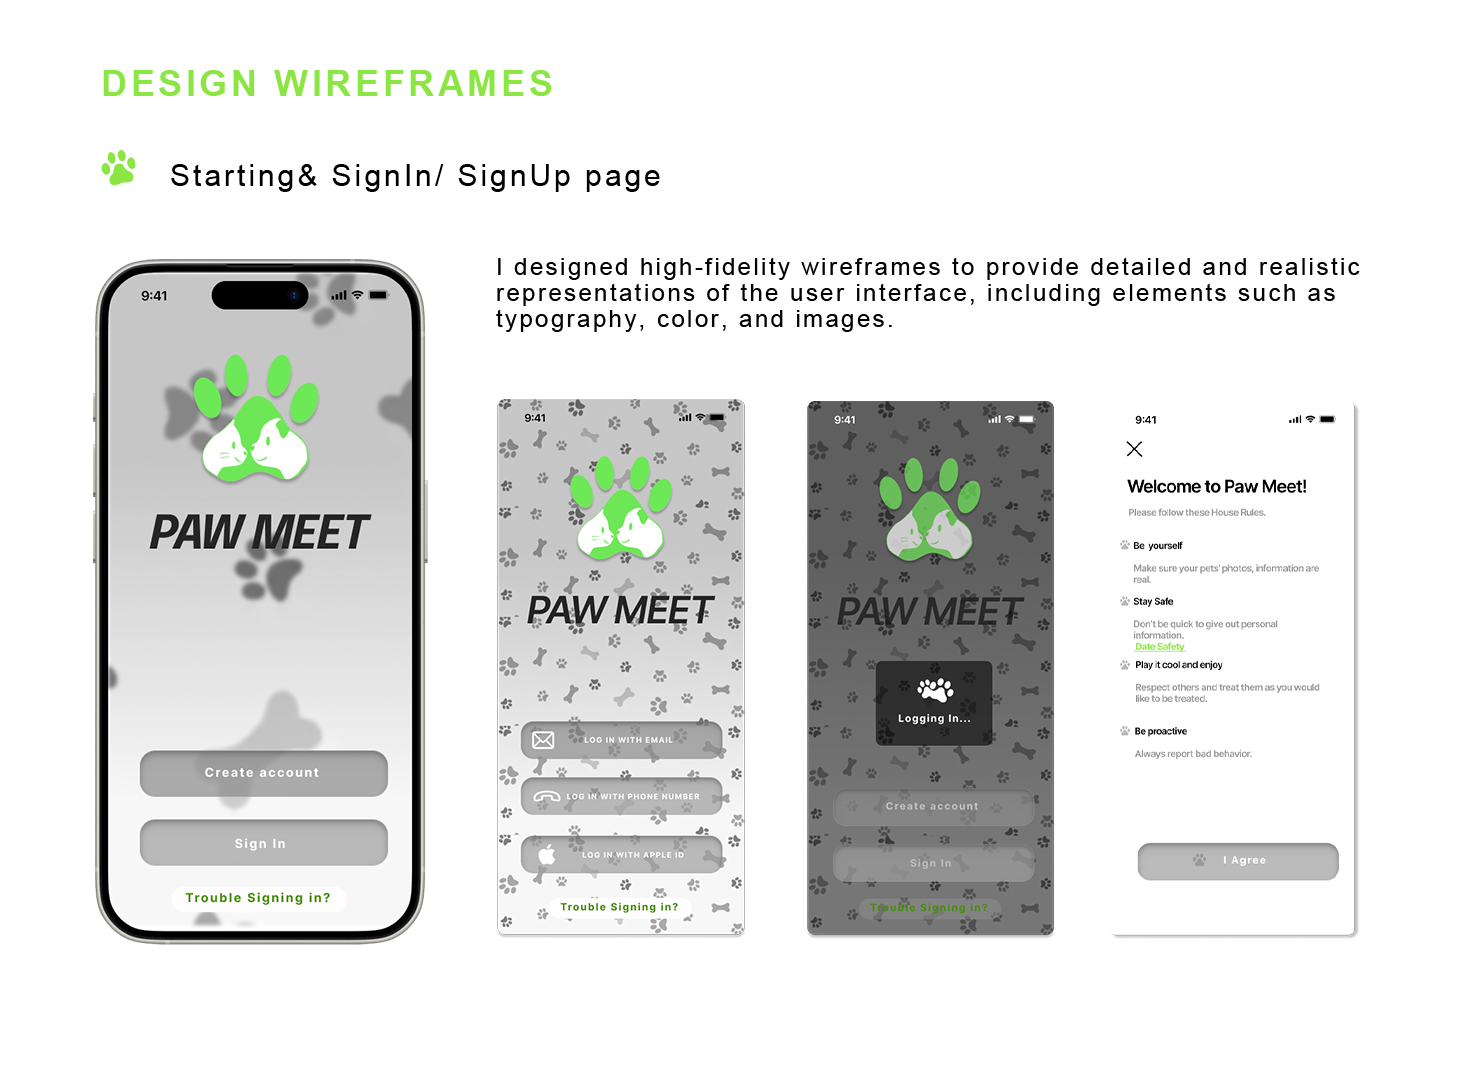 DESIGN WIREFRAMES
Starting& SignIn/ SignUp page
I designed high-fidelity wireframes to provide detailed and realistic
representations of the user interface, including elements such as
typography, color, and images.
9:41
PAW MEET
Create account
Sign In
Trouble Signing in?
9:41
PAW MEET
LOG IN WITH EMAIL
LOG IN WITH PHONE NUMBER
LOG IN WITH APPLE ID
Trouble Signing in?
9:41
PAW MEET
Logging In...
Create account
Sign In
Trouble Signing in?
9:41
Welcome to Paw Meet!
Please follow these House Rules.
Be yourself
Make sure your pets' photos, information are
real.
Stay Safe
Don't be quick to give out personal
information.
Date Safety
Play it cool and enjoy
Respect others and treat them as you would
like to be treated.
Be proactive
Always report bad behavior.
I Agree